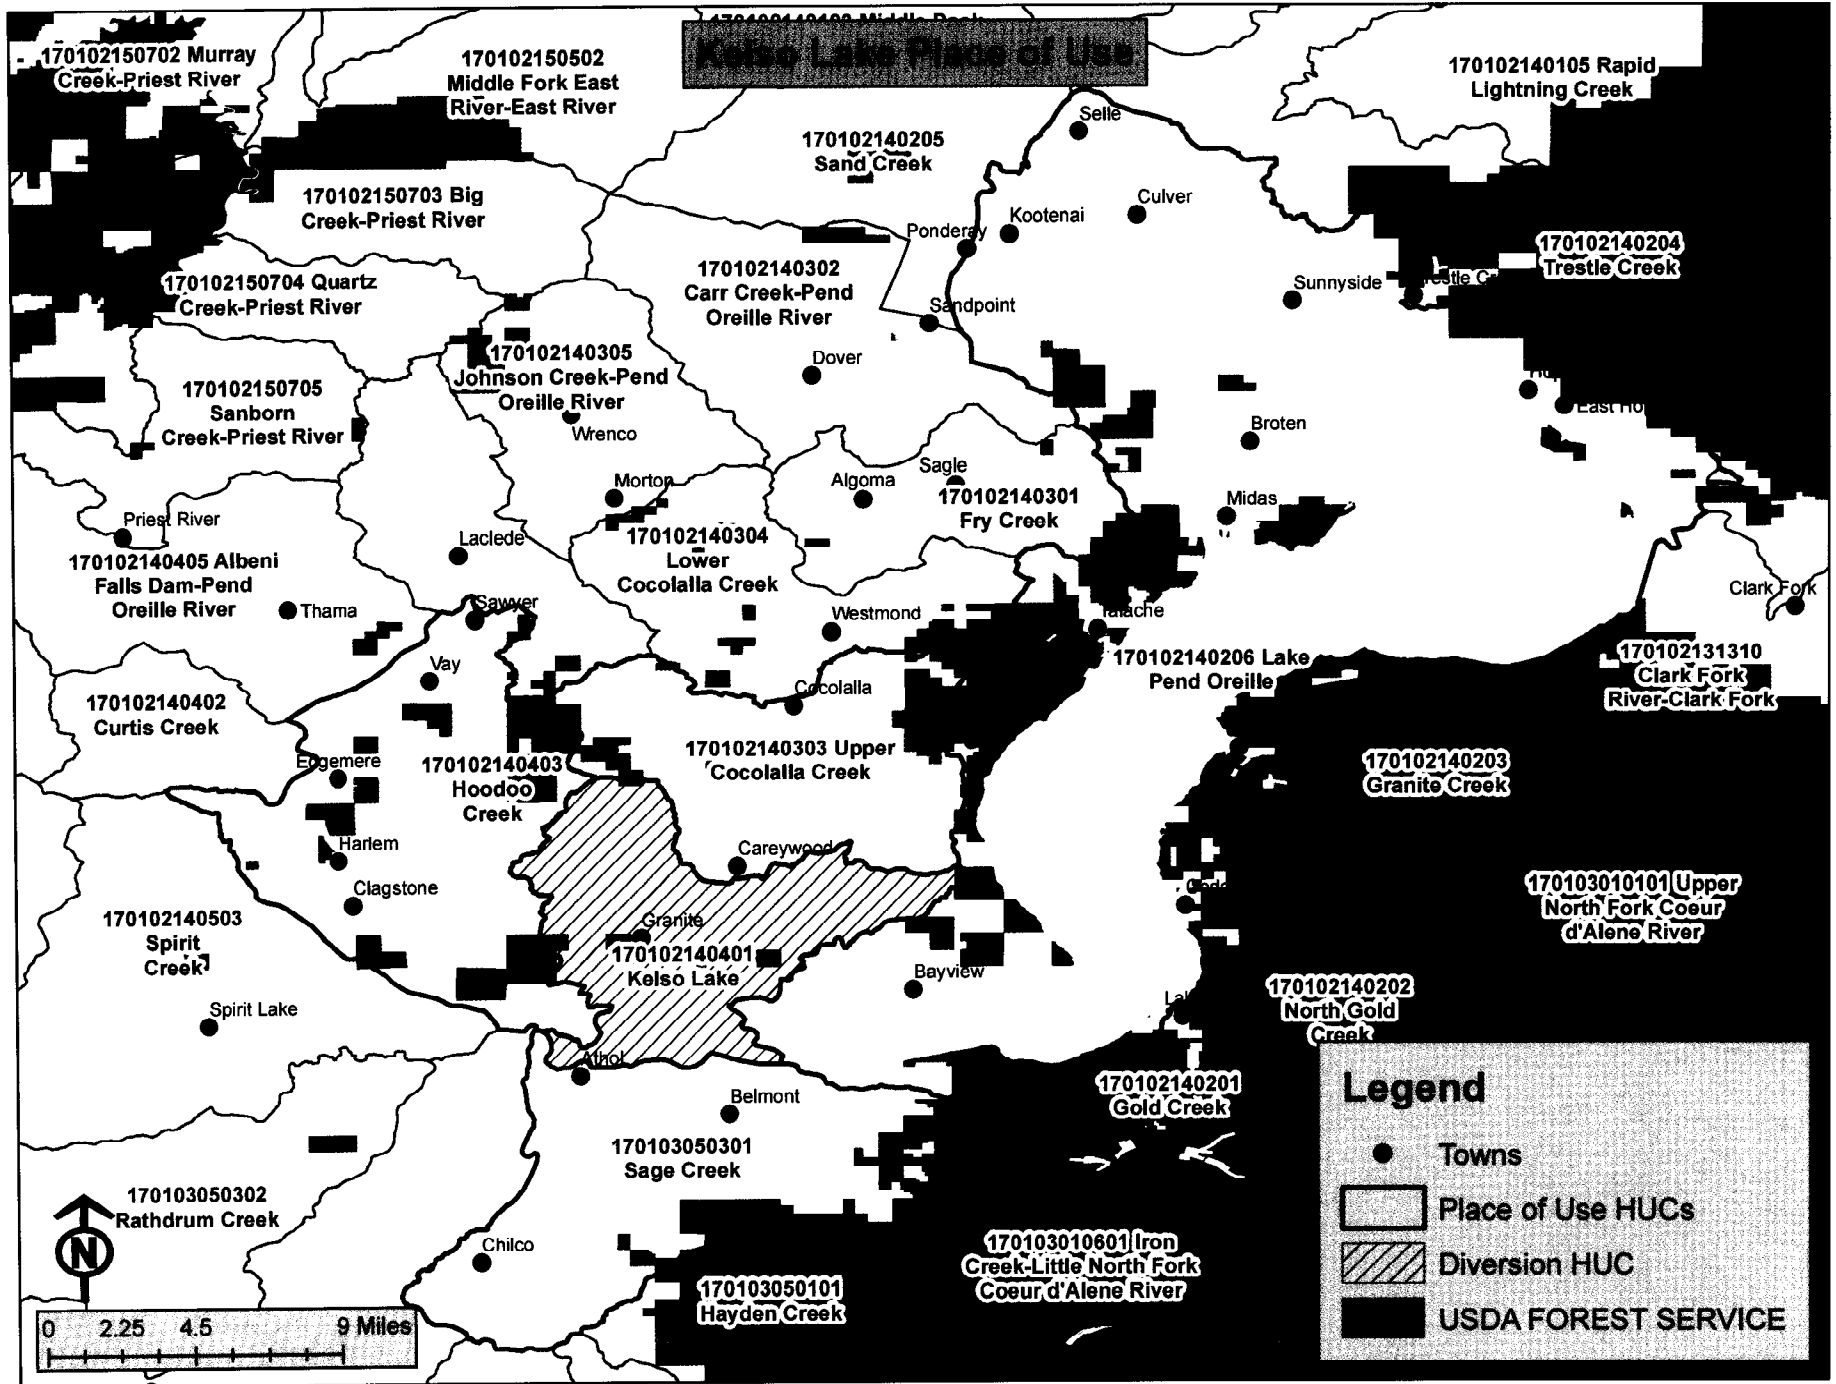 Kelso Lake Place of Use
170102150702 Murray
Creek-Priest River
170102150502
Middle Fork East
River-East River
170102140105 Rapid
Lightning Creek
Selle
170102140205
Sand Creek
170102150703 Big
Creek-Priest River
Culver
Kootenai
Ponderay
170102140204
Trestle Creek
170102150704 Quartz
Creek-Priest River
170102140302
Carr Creek-Pend
Oreille River
Sunnyside
Sandpoint
170102140305
Johnson Creek-Pend
Oreille River
Dover
170102150705
Sanborn
Creek-Priest River
Wrenco
Broten
Morton
Algoma
Sagle
170102140301
Fry Creek
Midas
Priest River
170102140405 Albeni
Falls Dam-Pend
Oreille River
Laclede
170102140304
Lower
Cocolalla Creek
Thama
Sawyer
Westmond
Talache
Clark Fork
Vay
170102140206 Lake
Pend Oreille
170102131310
Clark Fork
River-Clark Fork
170102140402
Curtis Creek
Cocolalla
Edgemere
170102140403
Hoodoo
Creek
170102140303 Upper
Cocolalla Creek
170102140203
Granite Creek
Harlem
Careywood
Clagstone
170103010101 Upper
North Fork Coeur
d'Alene River
170102140503
Spirit
Creek
Granite
170102140401
Kelso Lake
Bayview
170102140202
North Gold
Creek
Spirit Lake
Athol
170102140201
Gold Creek
Belmont
170103050301
Sage Creek
170103050302
Rathdrum Creek
N
Chilco
170103050101
Hayden Creek
170103010601 Iron
Creek-Little North Fork
Coeur d'Alene River
0 2.25 4.5 9 Miles
Legend
Towns
Place of Use HUCs
Diversion HUC
USDA FOREST SERVICE